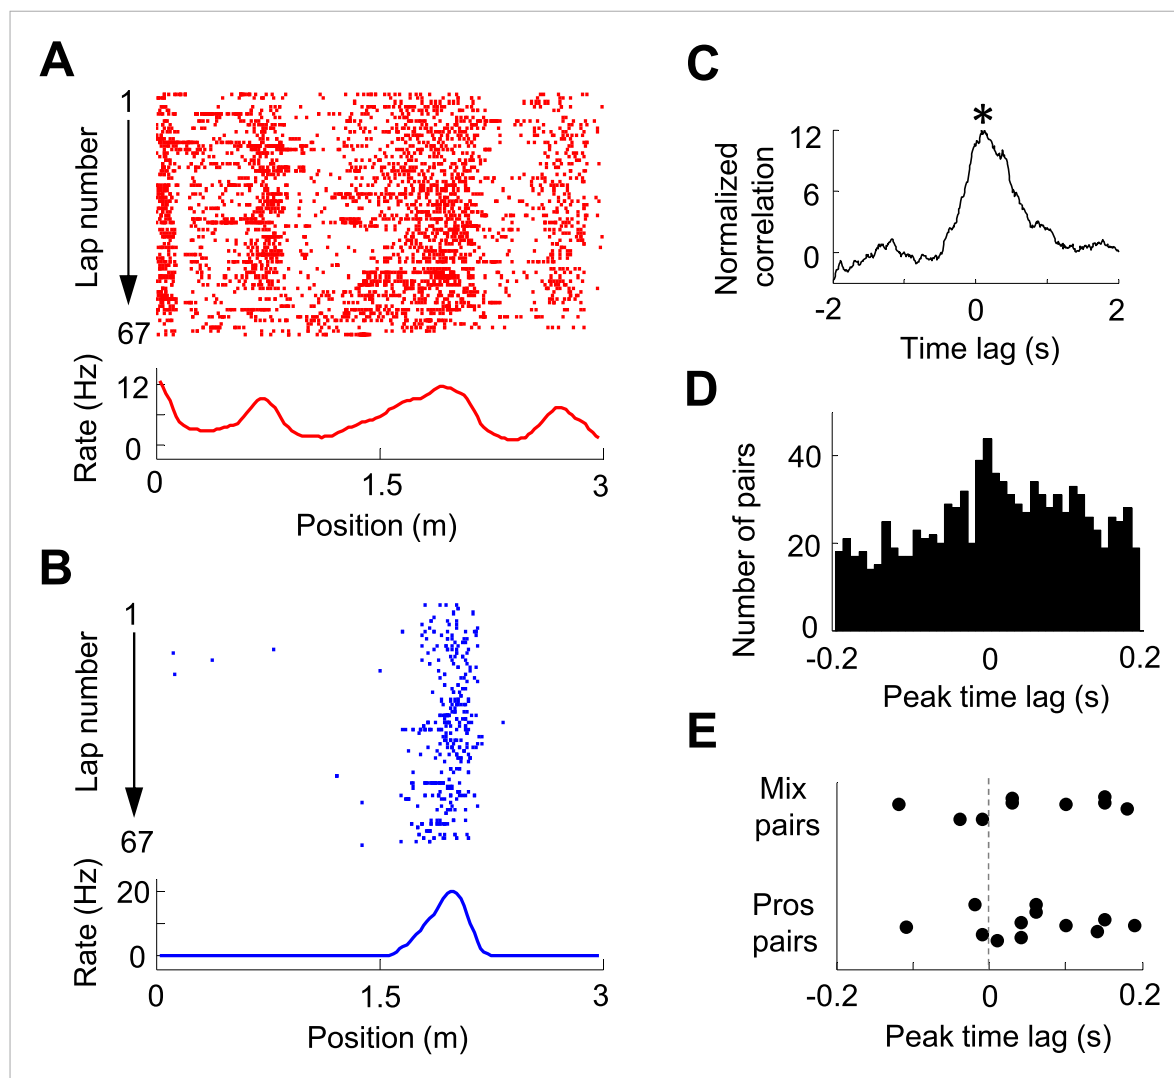 A
1
Lap number
67
Rate (Hz)
12
0
0 1.5 3
Position (m)
B
1
Lap number
67
Rate (Hz)
20
0
0 1.5 3
Position (m)
C
*
Normalized
correlation
12
6
0
-2 0 2
Time lag (s)
D
Number of pairs
40
20
0
-0.2 0 0.2
Peak time lag (s)
E
Mix
pairs
Pros
pairs
-0.2 0 0.2
Peak time lag (s)